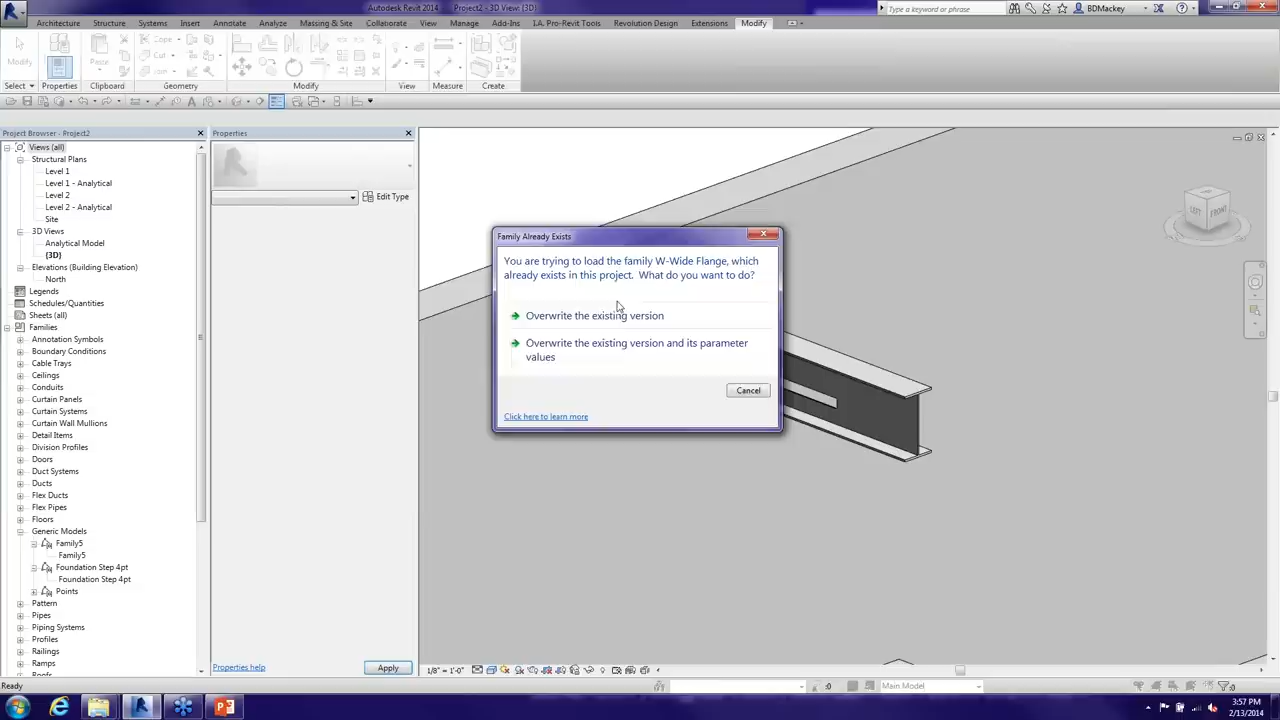 Autodesk Revit 2014 - Project2 - 3D View: {3D}
Type a keyword or phrase
BDMackey
Architecture Structure Systems Insert Annotate Analyze Massing & Site Collaborate View Manage Add-Ins I.A. Pro-Revit Tools Revolution Design Extensions Modify
Modify
Paste
Cope
Cut
Join
Select Properties Clipboard Geometry Modify View Measure Create
Project Browser - Project2
Properties
Edit Type
Views (all)
Structural Plans
Level 1
Level 1 - Analytical
Level 2
Level 2 - Analytical
Site
3D Views
Analytical Model
{3D}
Elevations (Building Elevation)
North
Legends
Schedules/Quantities
Sheets (all)
Families
Annotation Symbols
Boundary Conditions
Cable Trays
Ceilings
Conduits
Curtain Panels
Curtain Systems
Curtain Wall Mullions
Detail Items
Division Profiles
Doors
Duct Systems
Ducts
Flex Ducts
Flex Pipes
Floors
Generic Models
Family5
Family5
Foundation Step 4pt
Foundation Step 4pt
Points
Pattern
Pipes
Piping Systems
Profiles
Railings
Ramps
Roofs
Family Already Exists
You are trying to load the family W-Wide Flange, which
already exists in this project. What do you want to do?
Overwrite the existing version
Overwrite the existing version and its parameter
values
Cancel
Click here to learn more
LEFT
FRONT
Properties help
Apply
1/8" = 1'-0"
Ready
:0
Main Model
:0
3:57 PM
2/13/2014